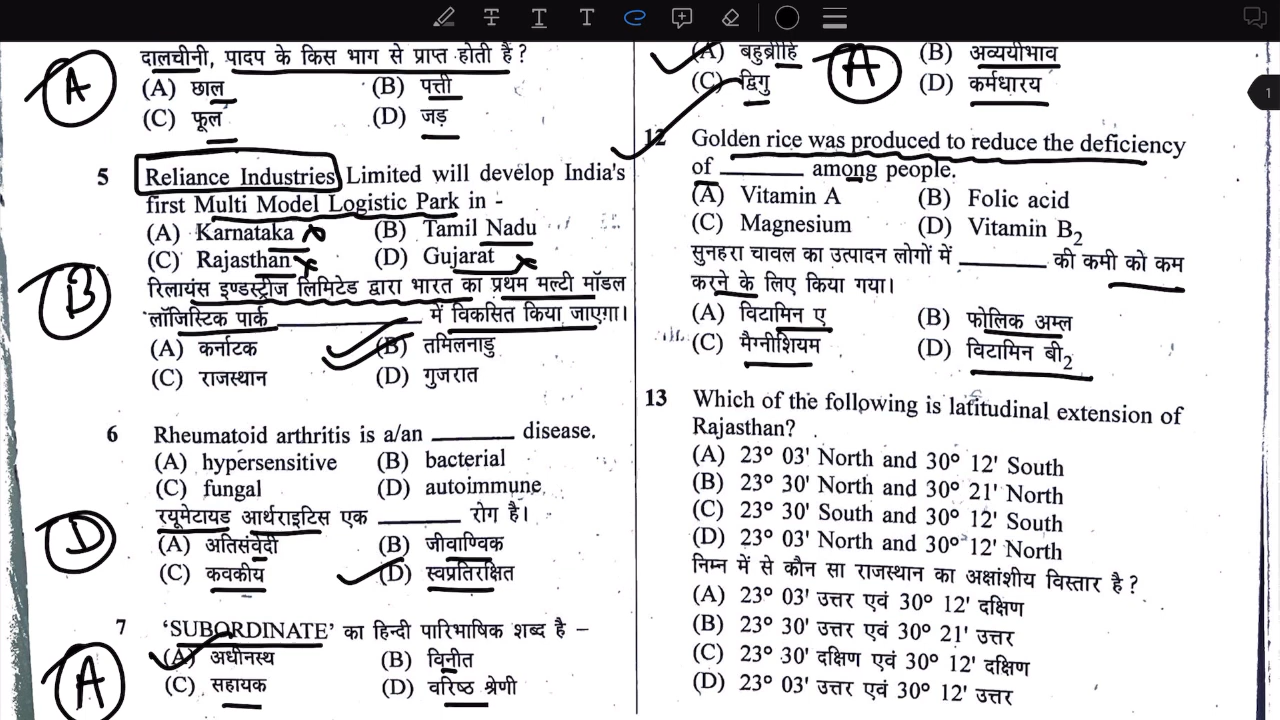 दालचीनी, पादप के किस भाग से प्राप्त होती है?
(A) छाल (B) पत्ती
(C) फूल (D) जड़
A
5 Reliance Industries Limited will develop India's
first Multi Model Logistic Park in -
(A) Karnataka (B) Tamil Nadu
(C) Rajasthan (D) Gujarat
रिलायंस इण्डस्ट्रीज लिमिटेड द्वारा भारत का प्रथम मल्टी मॉडल
लॉजिस्टिक पार्क ________ में विकसित किया जाएगा।
(A) कर्नाटक (B) तमिलनाडु
(C) राजस्थान (D) गुजरात
B
6 Rheumatoid arthritis is a/an ________ disease.
(A) hypersensitive (B) bacterial
(C) fungal (D) autoimmune
रयूमेटायड आर्थराइटिस एक ________ रोग है।
(A) अतिसंवेदी (B) जीवाण्विक
(C) कवकीय (D) स्वप्रतिरक्षित
D
7 'SUBORDINATE' का हिन्दी पारिभाषिक शब्द है –
(A) अधीनस्थ (B) विनीत
(C) सहायक (D) वरिष्ठ श्रेणी
A
(A) बहुब्रीहि (B) अव्ययीभाव
(C) द्विगु (D) कर्मधारय
A
12 Golden rice was produced to reduce the deficiency
of ________ among people.
(A) Vitamin A (B) Folic acid
(C) Magnesium (D) Vitamin B2
सुनहरा चावल का उत्पादन लोगों में ________ की कमी को कम
करने के लिए किया गया।
(A) विटामिन ए (B) फोलिक अम्ल
(C) मैग्नीशियम (D) विटामिन बी2
13 Which of the following is latitudinal extension of
Rajasthan?
(A) 23° 03' North and 30° 12' South
(B) 23° 30' North and 30° 21' North
(C) 23° 30' South and 30° 12' South
(D) 23° 03' North and 30° 12' North
निम्न में से कौन सा राजस्थान का अक्षांशीय विस्तार है?
(A) 23° 03' उत्तर एवं 30° 12' दक्षिण
(B) 23° 30' उत्तर एवं 30° 21' उत्तर
(C) 23° 30' दक्षिण एवं 30° 12' दक्षिण
(D) 23° 03' उत्तर एवं 30° 12' उत्तर
1